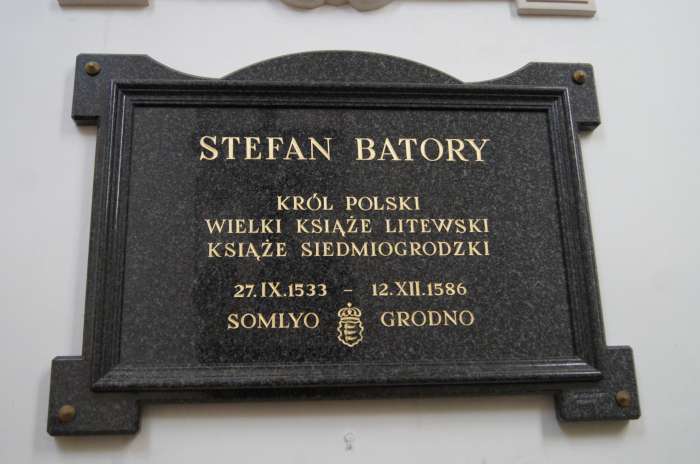 STEFAN BATORY
KRÓL POLSKI
WIELKI KSIĄŻE LITEWSKI
KSIĄŻE SIEDMIOGRODZKI
27.IX.1533 - 12.XII.1586
SOMLYO GRODNO